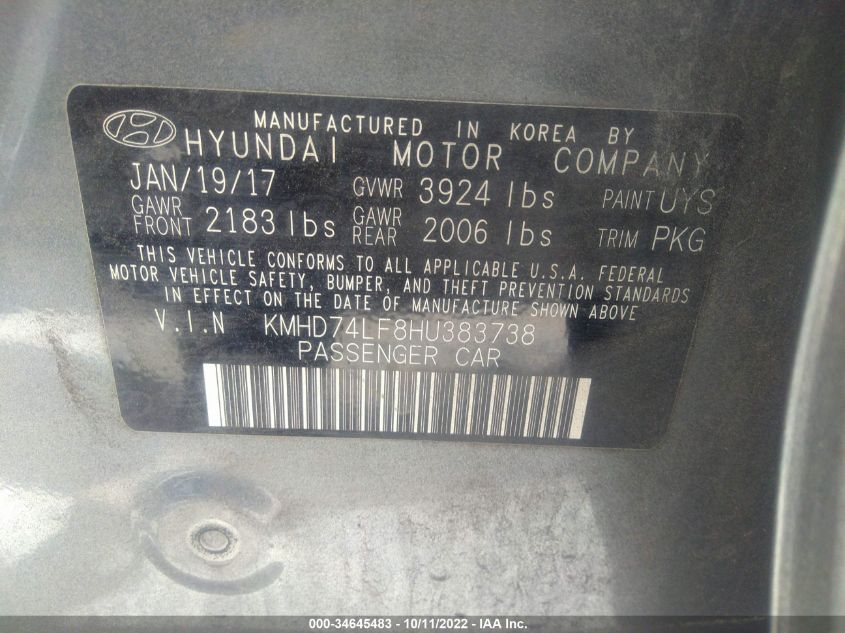 MANUFACTURED IN KOREA BY
HYUNDAI MOTOR COMPANY
JAN/19/17 GVWR 3924 lbs PAINT UYS
GAWR FRONT 2183 lbs GAWR REAR 2006 lbs TRIM PKG
THIS VEHICLE CONFORMS TO ALL APPLICABLE U.S.A. FEDERAL
MOTOR VEHICLE SAFETY, BUMPER, AND THEFT PREVENTION STANDARDS
IN EFFECT ON THE DATE OF MANUFACTURE SHOWN ABOVE
V.I.N KMHD74LF8HU383738
PASSENGER CAR
000-34645483 - 10/11/2022 - IAA Inc.